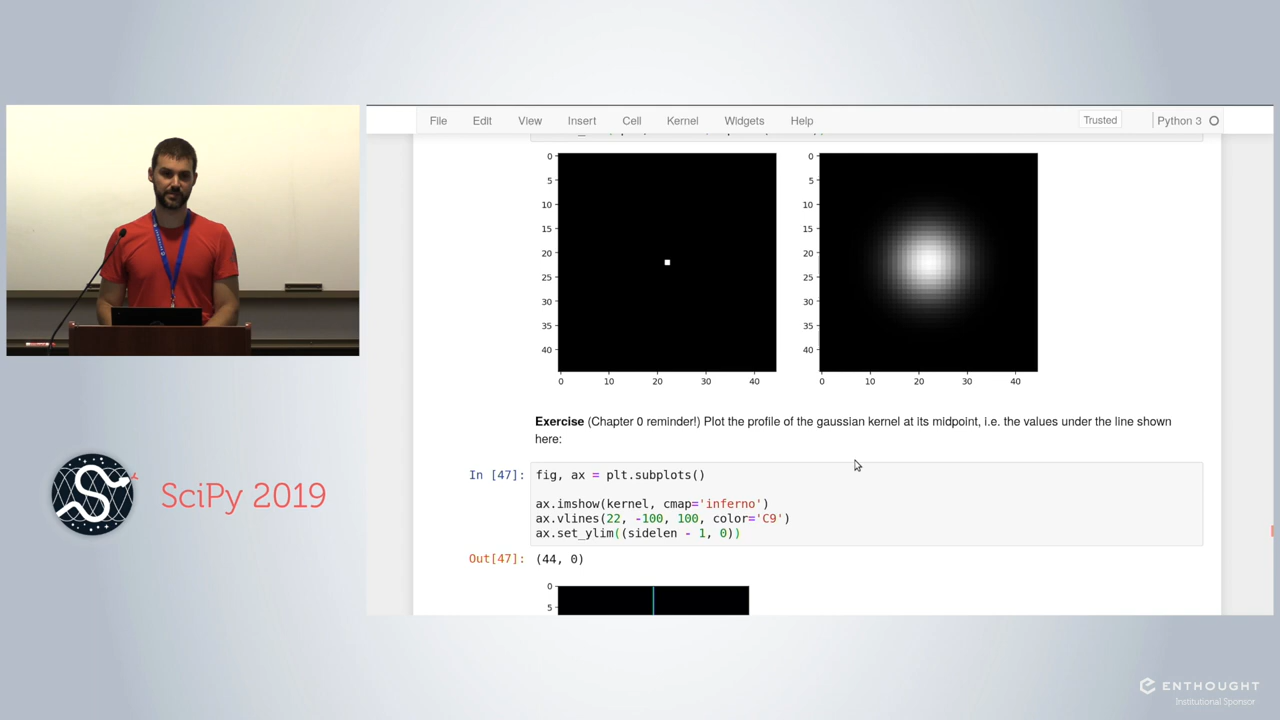 File Edit View Insert Cell Kernel Widgets Help Trusted Python 3
0 0
5 5
10 10
15 15
20 20
25 25
30 30
35 35
40 40
0 10 20 30 40 0 10 20 30 40
Exercise (Chapter 0 reminder!) Plot the profile of the gaussian kernel at its midpoint, i.e. the values under the line shown
here:
In [47]: fig, ax = plt.subplots()
ax.imshow(kernel, cmap='inferno')
ax.vlines(22, -100, 100, color='C9')
ax.set_ylim((sidelen - 1, 0))
Out[47]: (44, 0)
0
5
SciPy 2019
ENTHOUGHT
Institutional Sponsor